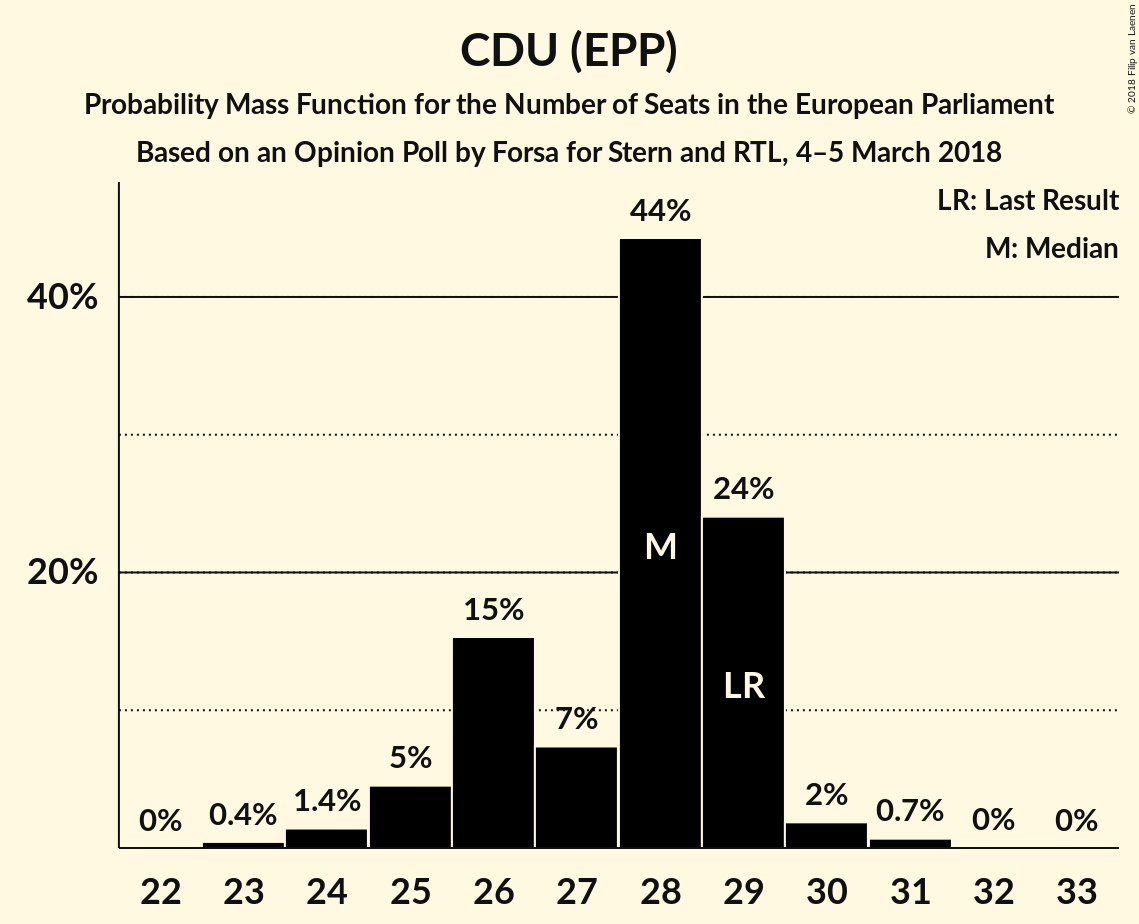 CDU (EPP)
Probability Mass Function for the Number of Seats in the European Parliament
Based on an Opinion Poll by Forsa for Stern and RTL, 4–5 March 2018
© 2018 Filip van Laenen
LR: Last Result
M: Median
44%
40%
24%
M
20%
15%
LR
7%
5%
2%
1.4%
0.7%
0.4%
0%
0%
0%
22 23 24 25 26 27 28 29 30 31 32 33